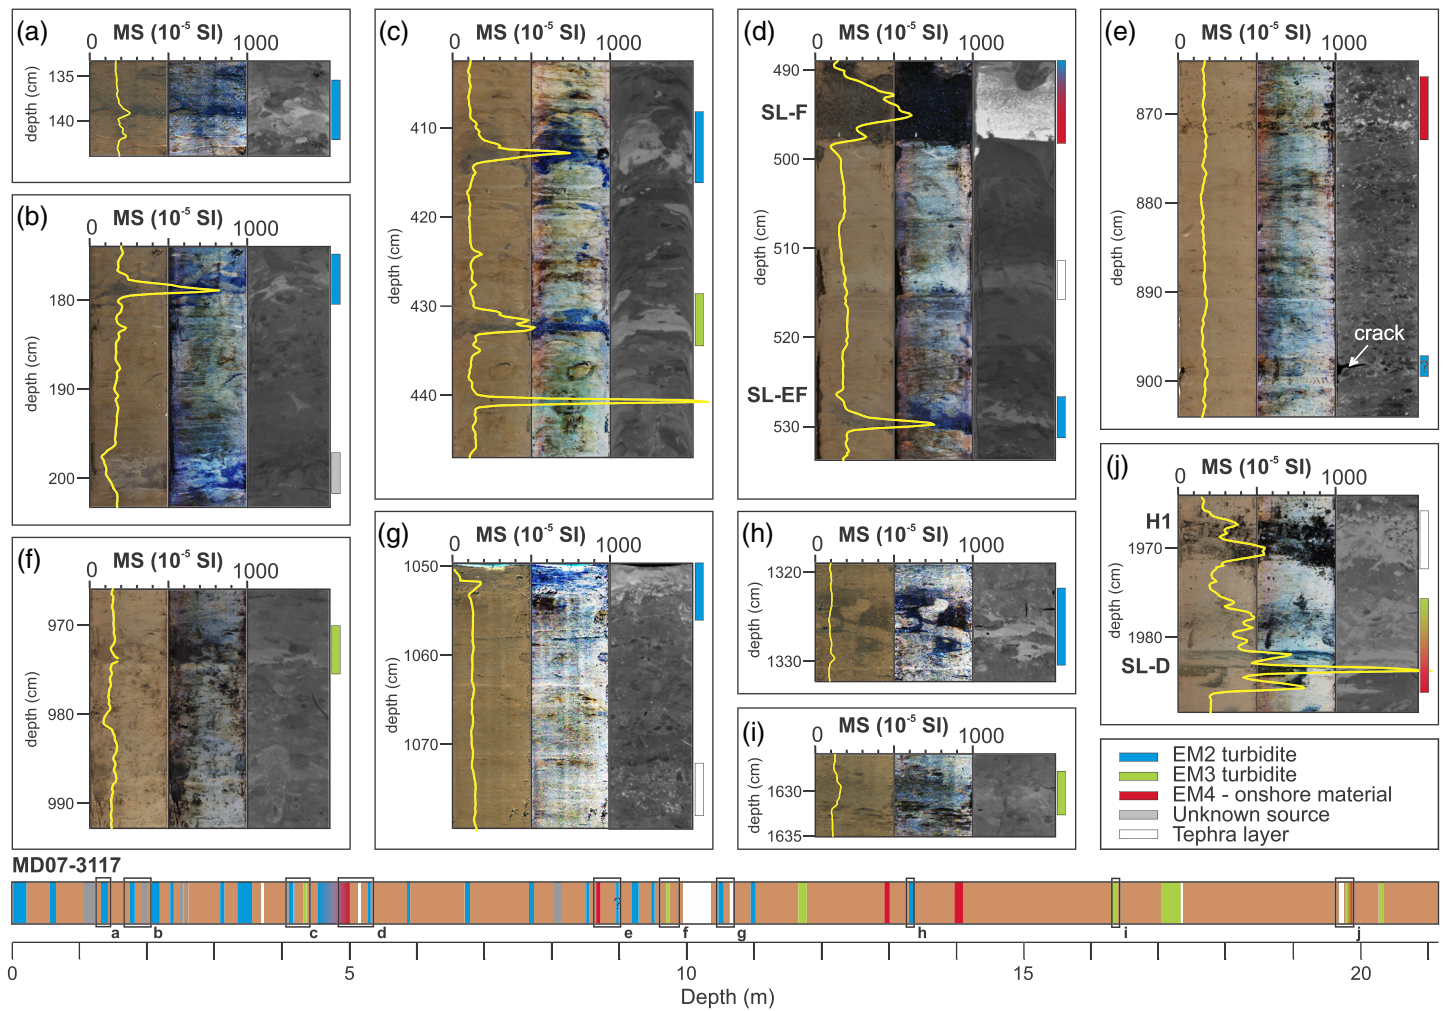 (a)
0 MS (10-5 SI) 1000
135
140
depth (cm)
(b)
0 MS (10-5 SI) 1000
180
190
200
depth (cm)
(c)
0 MS (10-5 SI) 1000
410
420
430
440
depth (cm)
(d)
0 MS (10-5 SI) 1000
490
SL-F
500
510
520
SL-EF
530
depth (cm)
(e)
0 MS (10-5 SI) 1000
870
880
890
crack
?
900
depth (cm)
(f)
0 MS (10-5 SI) 1000
970
980
990
depth (cm)
(g)
0 MS (10-5 SI) 1000
1050
1060
1070
depth (cm)
(h)
0 MS (10-5 SI) 1000
1320
1330
depth (cm)
(i)
0 MS (10-5 SI) 1000
1630
1635
depth (cm)
(j)
0 MS (10-5 SI) 1000
H1
1970
1980
SL-D
depth (cm)
EM2 turbidite
EM3 turbidite
EM4 - onshore material
Unknown source
Tephra layer
MD07-3117
?
a b c d e f g h i j
0 5 10 15 20
Depth (m)